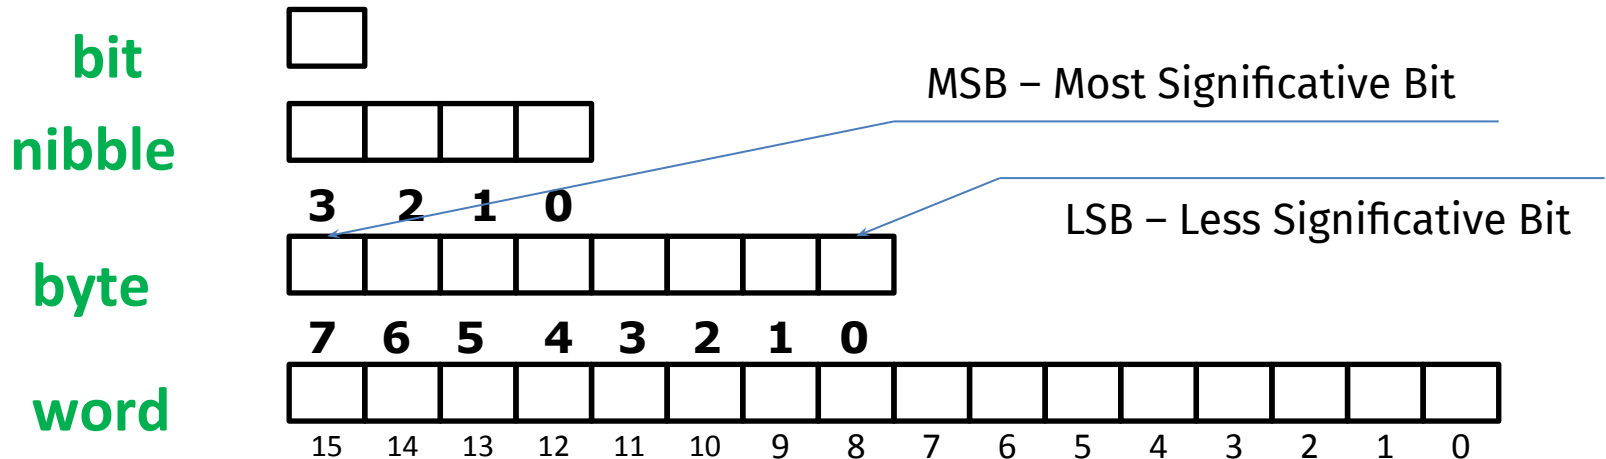 bit
MSB – Most Significative Bit
nibble
3 2 1 0
LSB – Less Significative Bit
byte
7 6 5 4 3 2 1 0
word
15 14 13 12 11 10 9 8 7 6 5 4 3 2 1 0